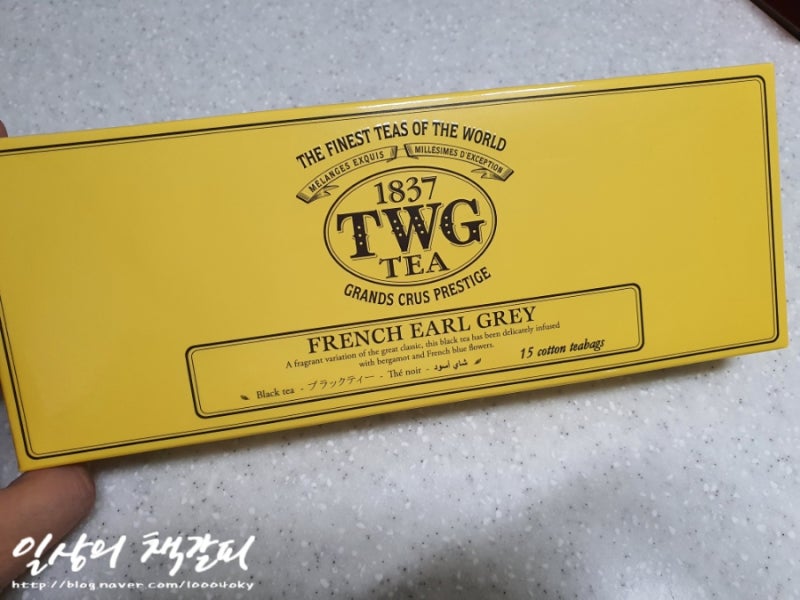 THE FINEST TEAS OF THE WORLD
MÉLANGES EXQUIS MILLÉSIMES D'EXCEPTION
1837
TWG
TEA
GRANDS CRUS PRESTIGE
FRENCH EARL GREY
A fragrant variation of the great classic, this black tea has been delicately infused
with bergamot and French blue flowers.
15 cotton teabags
Black tea - ブラックティー - Thé noir - شاي أسود
일상의 책갈피
http://blog.naver.com/looo40ky